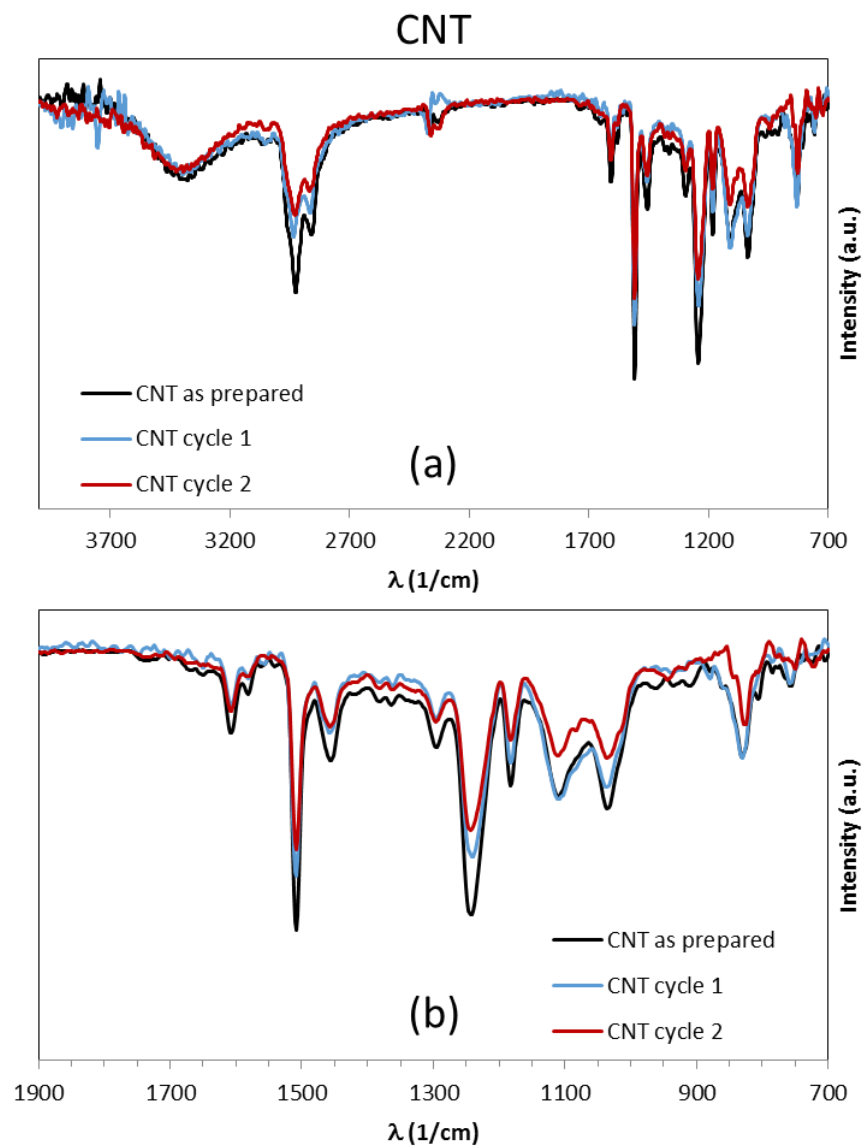 CNT
Intensity (a.u.)
CNT as prepared
CNT cycle 1
CNT cycle 2
(a)
3700 3200 2700 2200 1700 1200 700
λ (1/cm)
Intensity (a.u.)
CNT as prepared
CNT cycle 1
CNT cycle 2
(b)
1900 1700 1500 1300 1100 900 700
λ (1/cm)